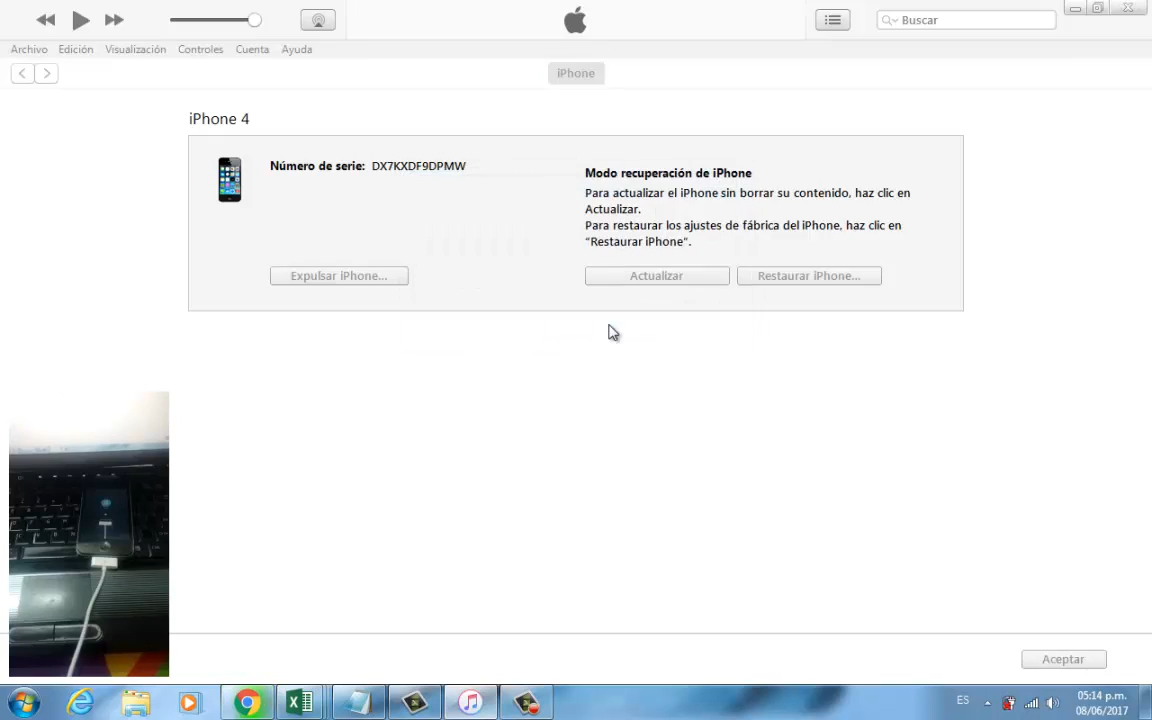 Buscar
Archivo Edición Visualización Controles Cuenta Ayuda
iPhone
iPhone 4
Número de serie: DX7KXDF9DPMW
Modo recuperación de iPhone
Para actualizar el iPhone sin borrar su contenido, haz clic en
Actualizar.
Para restaurar los ajustes de fábrica del iPhone, haz clic en
"Restaurar iPhone".
Expulsar iPhone... Actualizar Restaurar iPhone...
Aceptar
ES
05:14 p.m.
08/06/2017